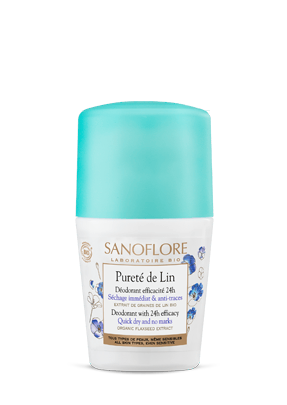 SANOFLORE
LABORATOIRE BIO
Pureté de Lin
Déodorant efficacité 24h
Séchage immédiat & anti-traces
EXTRAIT DE GRAINES DE LIN BIO
Deodorant with 24h efficacy
Quick dry and no marks
ORGANIC FLAXSEED EXTRACT
TOUS TYPES DE PEAUX, MÊME SENSIBLES
ALL SKIN TYPES, EVEN SENSITIVE